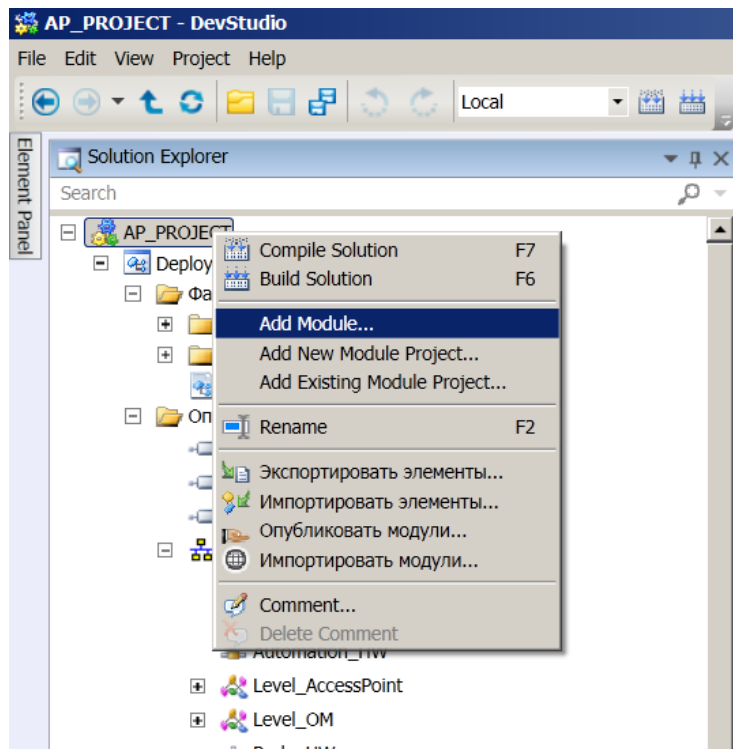 AP_PROJECT - DevStudio
File Edit View Project Help
Local
Element Panel
Solution Explorer
Search
AP_PROJECT
Compile Solution F7
Deploy
Build Solution F6
Фа
Add Module...
Add New Module Project...
Add Existing Module Project...
Оп
Rename F2
Экспортировать элементы...
Импортировать элементы...
Опубликовать модули...
Импортировать модули...
Comment...
Delete Comment
Automation_HW
Level_AccessPoint
Level_OM